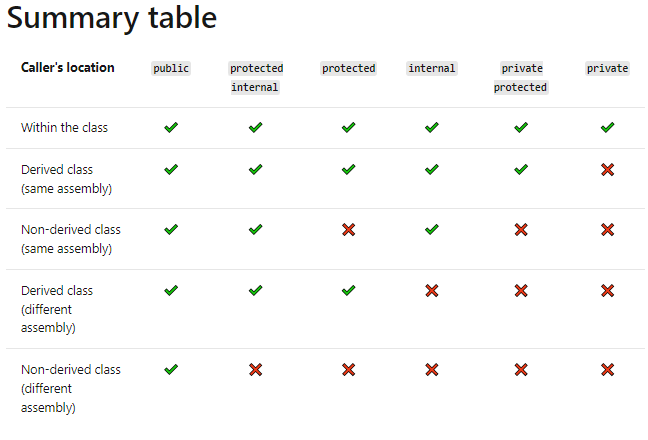 Summary table
Caller's location public protected protected internal private private
internal protected
Within the class ✔ ✔ ✔ ✔ ✔ ✔
Derived class ✔ ✔ ✔ ✔ ✔ ✖
(same assembly)
Non-derived class ✔ ✔ ✖ ✔ ✖ ✖
(same assembly)
Derived class ✔ ✔ ✔ ✖ ✖ ✖
(different
assembly)
Non-derived class ✔ ✖ ✖ ✖ ✖ ✖
(different
assembly)